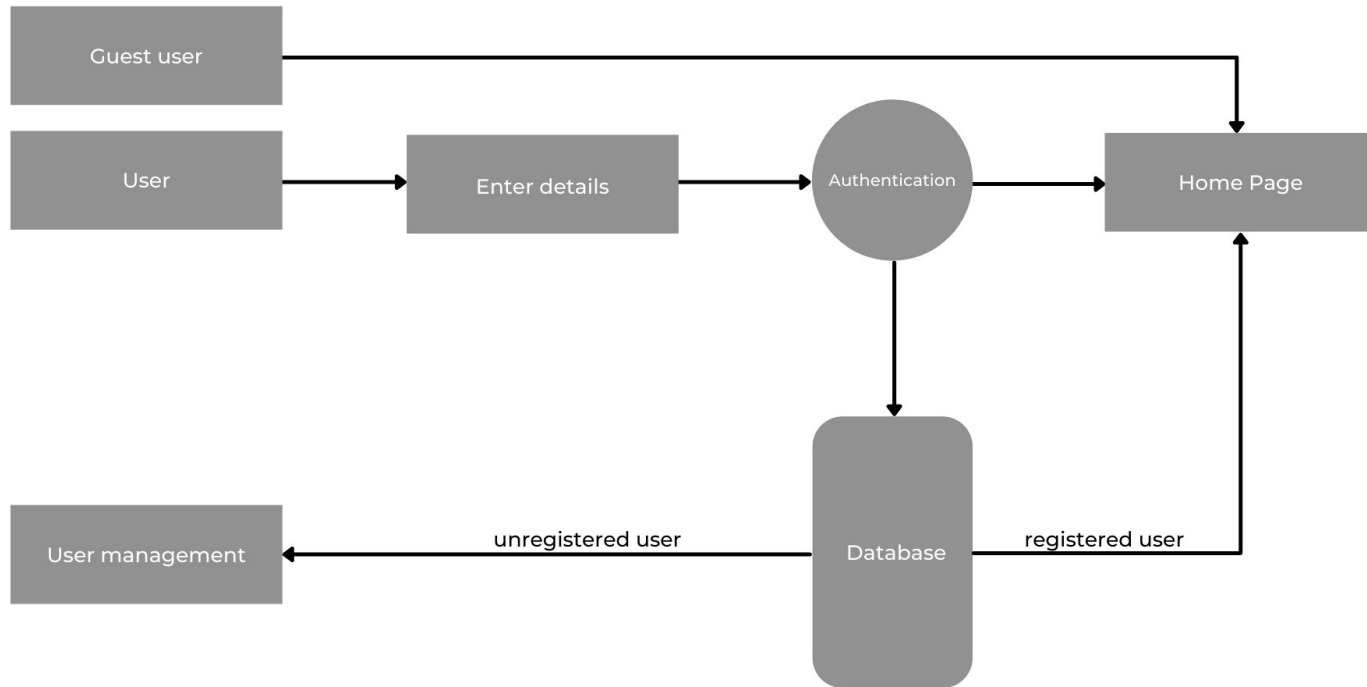 Guest user
User
Enter details
Authentication
Home Page
User management
unregistered user
Database
registered user